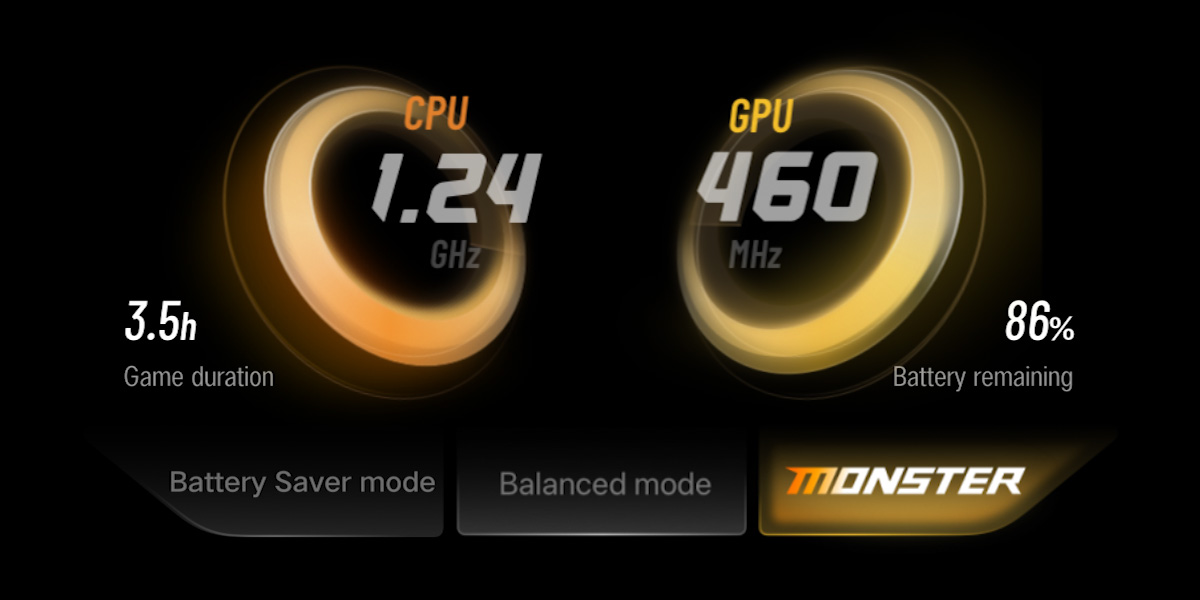 CPU
1.24
GHz
GPU
460
MHz
3.5h
Game duration
86%
Battery remaining
Battery Saver mode
Balanced mode
MONSTER